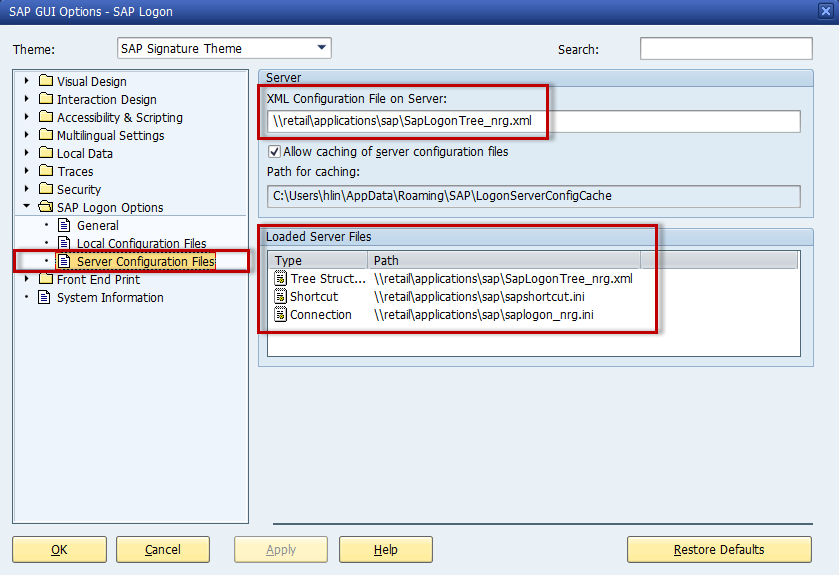 SAP GUI Options - SAP Logon
Theme: SAP Signature Theme Search:
Visual Design
Interaction Design
Accessibility & Scripting
Multilingual Settings
Local Data
Traces
Security
SAP Logon Options
General
Local Configuration Files
Server Configuration Files
Front End Print
System Information
Server
XML Configuration File on Server:
\\retail\applications\sap\SapLogonTree_nrg.xml
Allow caching of server configuration files
Path for caching:
C:\Users\hlin\AppData\Roaming\SAP\LogonServerConfigCache
Loaded Server Files
Type Path
Tree Struct... \\retail\applications\sap\SapLogonTree_nrg.xml
Shortcut \\retail\applications\sap\sapshortcut.ini
Connection \\retail\applications\sap\saplogon_nrg.ini
OK Cancel Apply Help Restore Defaults